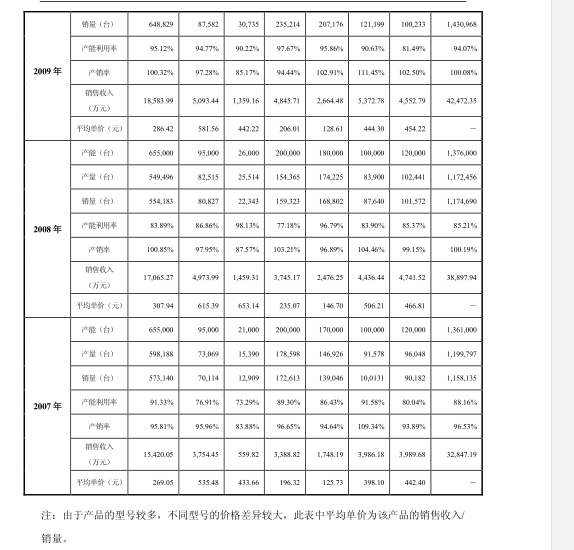 销量（台） 648,829 87,582 30,735 235,214 207,176 121,199 100,233 1,430,968
产能利用率 95.12% 94.77% 90.22% 97.67% 95.86% 90.63% 81.49% 94.07%
2009 年 产销率 100.32% 97.28% 85.17% 94.44% 102.91% 111.45% 102.50% 100.08%
销售收入
（万元） 18,583.99 5,093.44 1,359.16 4,845.71 2,664.48 5,372.78 4,552.79 42,472.35
平均单价（元） 286.42 581.56 442.22 206.01 128.61 444.30 454.22 —
产能（台） 655,000 95,000 26,000 200,000 180,000 100,000 120,000 1,376,000
产量（台） 549,496 82,515 25,514 154,365 174,225 83,900 102,441 1,172,456
销量（台） 554,183 80,827 22,343 159,323 168,802 87,640 101,572 1,174,690
2008 年 产能利用率 83.89% 86.86% 98.13% 77.18% 96.79% 83.90% 85.37% 85.21%
产销率 100.85% 97.95% 87.57% 103.21% 96.89% 104.46% 99.15% 100.19%
销售收入
（万元） 17,065.27 4,973.99 1,459.31 3,745.17 2,476.25 4,436.44 4,741.52 38,897.94
平均单价（元） 307.94 615.39 653.14 235.07 146.70 506.21 466.81 —
产能（台） 655,000 95,000 21,000 200,000 170,000 100,000 120,000 1,361,000
产量（台） 598,188 73,069 15,390 178,598 146,926 91,578 96,048 1,199,797
销量（台） 573,140 70,114 12,909 172,613 139,046 10,0131 90,182 1,158,135
2007 年 产能利用率 91.33% 76.91% 73.29% 89.30% 86.43% 91.58% 80.04% 88.16%
产销率 95.81% 95.96% 83.88% 96.65% 94.64% 109.34% 93.89% 96.53%
销售收入
（万元） 15,420.05 3,754.45 559.82 3,388.82 1,748.19 3,986.18 3,989.68 32,847.19
平均单价（元） 269.05 535.48 433.66 196.32 125.73 398.10 442.40 —
注：由于产品的型号较多，不同型号的价格差异较大，此表中平均单价为该产品的销售收入/
销量。